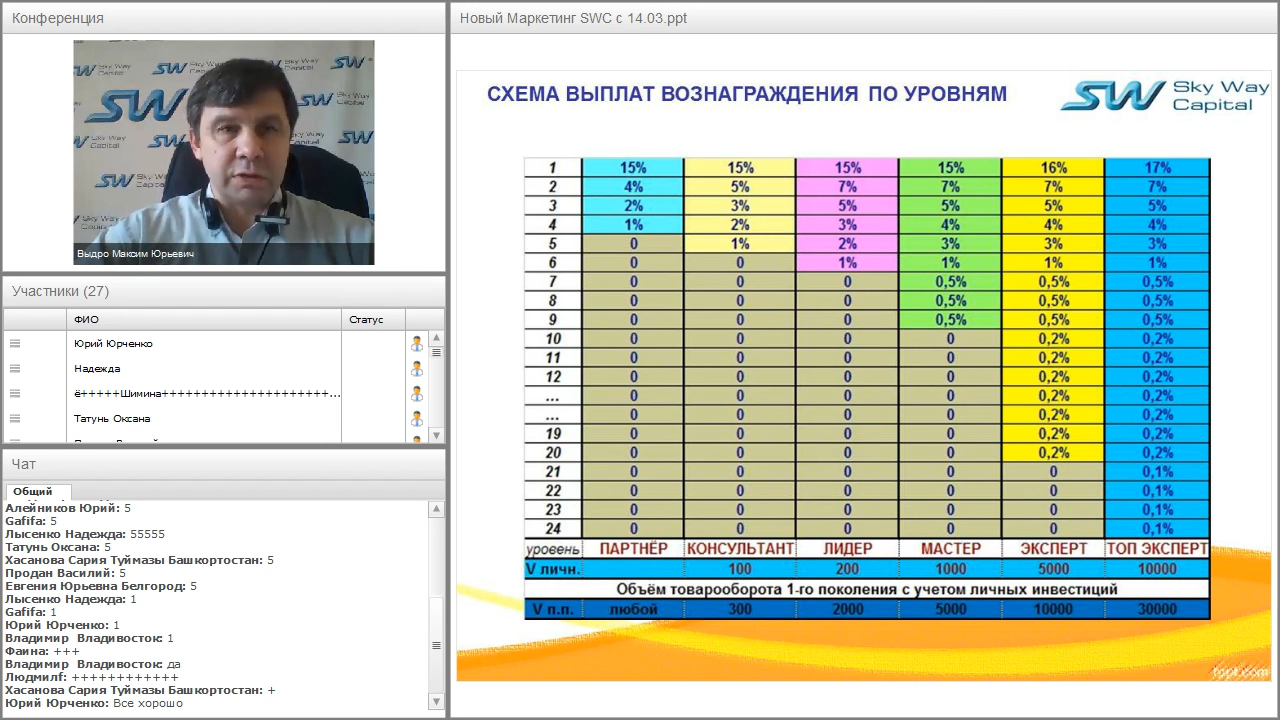 Конференция
SW Sky Way Capital
Выдро Максим Юрьевич
Участники (27)
ФИО Статус
Юрий Юрченко
Надежда
ё+++++Шимина+++++++++++++++++++++...
Татунь Оксана
Чат
Общий
Алейников Юрий: 5
Gafifa: 5
Лысенко Надежда: 55555
Татунь Оксана: 5
Хасанова Сария Туймазы Башкортостан: 5
Продан Василий: 5
Евгения Юрьевна Белгород: 5
Лысенко Надежда: 1
Gafifa: 1
Юрий Юрченко: 1
Владимир Владивосток: 1
Фаина: +++
Владимир Владивосток: да
Людмилf: ++++++++++++
Хасанова Сария Туймазы Башкортостан: +
Юрий Юрченко: Все хорошо
Новый Маркетинг SWC с 14.03.ppt
СХЕМА ВЫПЛАТ ВОЗНАГРАЖДЕНИЯ ПО УРОВНЯМ
SW Sky Way
Capital
1 15% 15% 15% 15% 16% 17%
2 4% 5% 7% 7% 7% 7%
3 2% 3% 5% 5% 5% 5%
4 1% 2% 3% 4% 4% 4%
5 0 1% 2% 3% 3% 3%
6 0 0 1% 1% 1% 1%
7 0 0 0 0,5% 0,5% 0,5%
8 0 0 0 0,5% 0,5% 0,5%
9 0 0 0 0,5% 0,5% 0,5%
10 0 0 0 0 0,2% 0,2%
11 0 0 0 0 0,2% 0,2%
12 0 0 0 0 0,2% 0,2%
... 0 0 0 0 0,2% 0,2%
... 0 0 0 0 0,2% 0,2%
19 0 0 0 0 0,2% 0,2%
20 0 0 0 0 0,2% 0,2%
21 0 0 0 0 0 0,1%
22 0 0 0 0 0 0,1%
23 0 0 0 0 0 0,1%
24 0 0 0 0 0 0,1%
уровень ПАРТНЁР КОНСУЛЬТАНТ ЛИДЕР МАСТЕР ЭКСПЕРТ ТОП ЭКСПЕРТ
V личн. 100 200 1000 5000 10000
Объём товарооборота 1-го поколения с учетом личных инвестиций
V п.п. любой 300 2000 5000 10000 30000
fppt.com